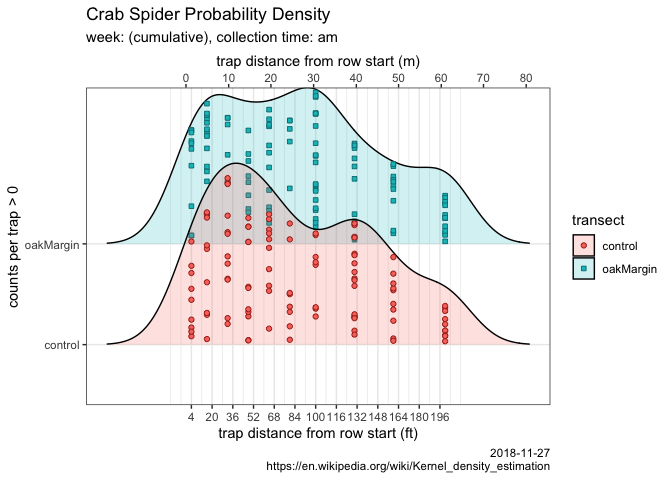 Crab Spider Probability Density
week: (cumulative), collection time: am
trap distance from row start (m)
0 10 20 30 40 50 60 70 80
counts per trap > 0
oakMargin
control
transect
control
oakMargin
4 20 36 52 68 84 100 116 132 148 164 180 196
trap distance from row start (ft)
2018-11-27
https://en.wikipedia.org/wiki/Kernel_density_estimation